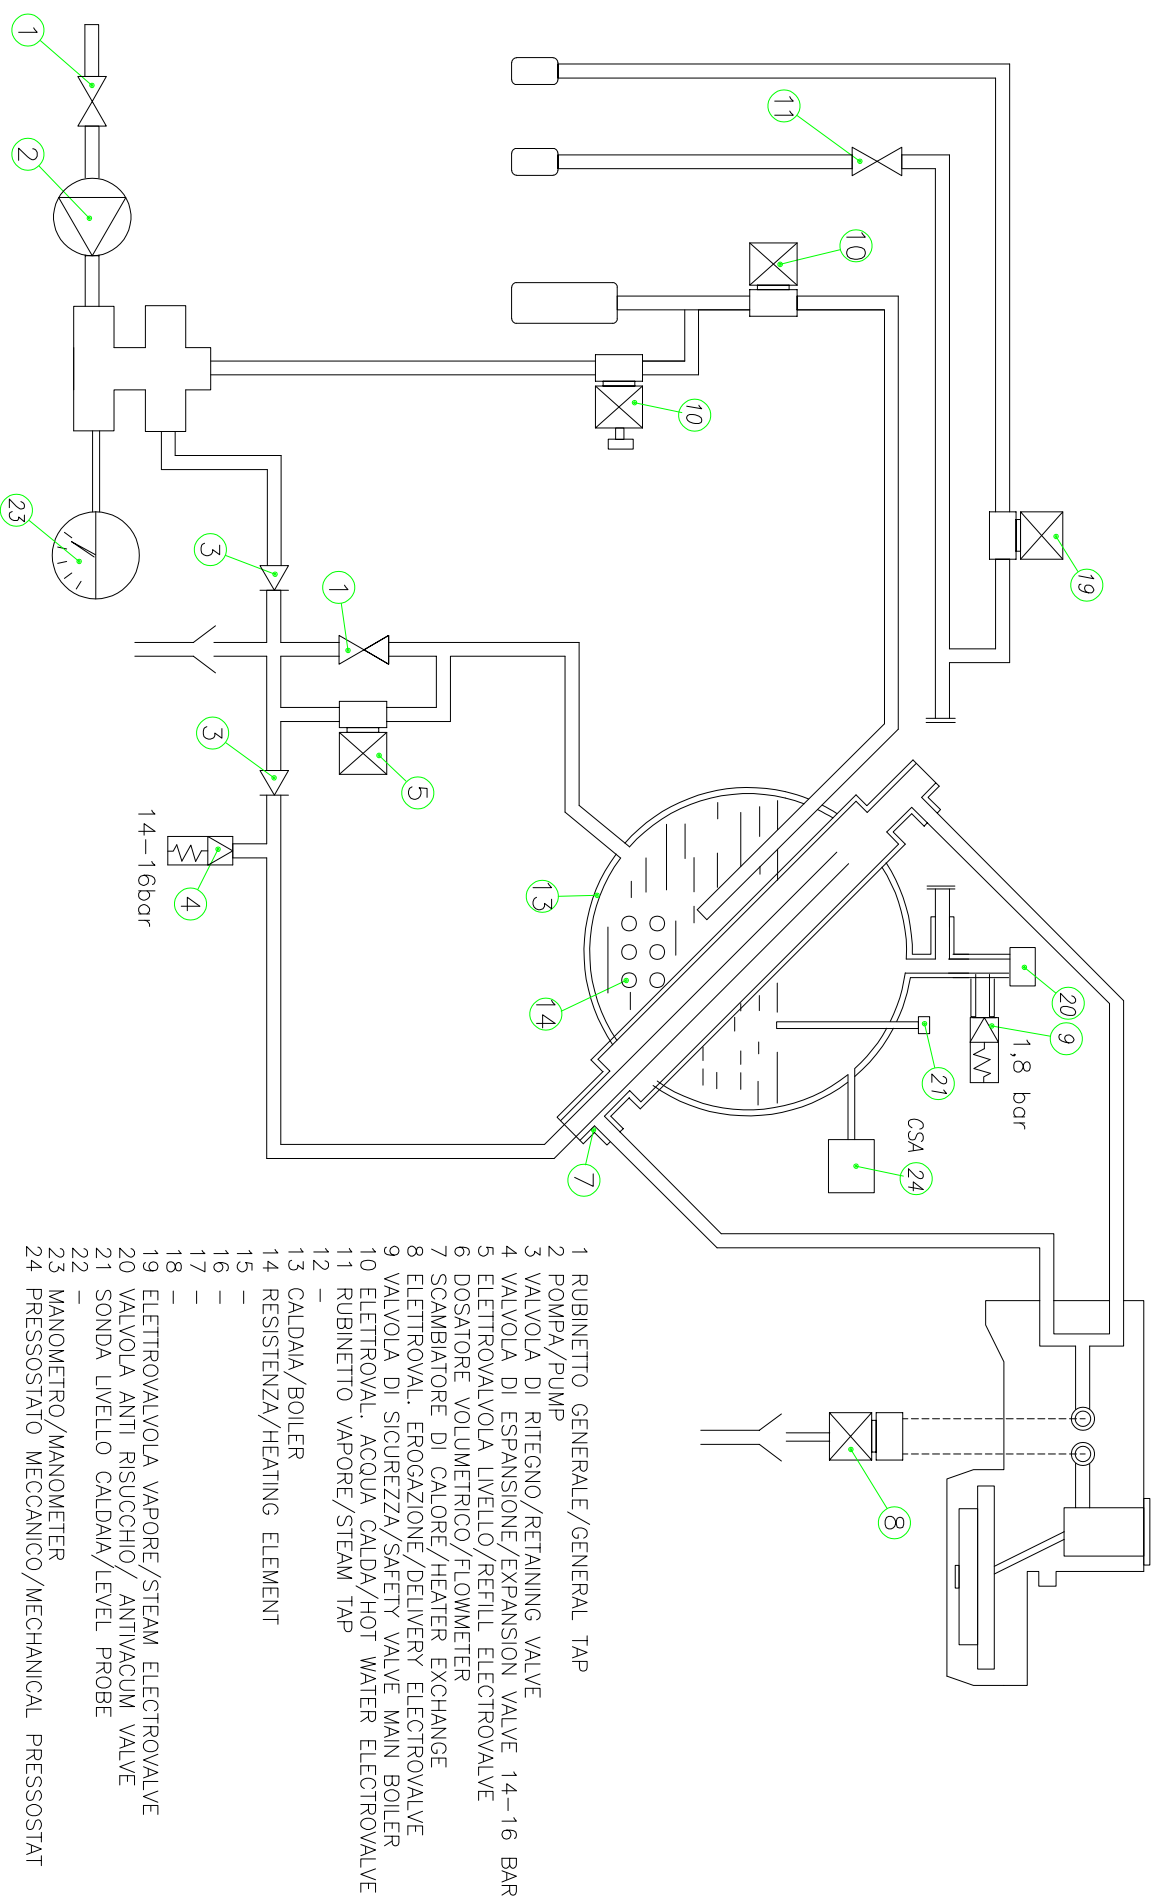 19
20
9
1,8 bar
21
CSA 24
8
10
11
10
7
14
13
5
1
3
3
4
14-16bar
1
2
23
1 RUBINETTO GENERALE/GENERAL TAP
2 POMPA/PUMP
3 VALVOLA DI RITEGNO/RETAINING VALVE
4 VALVOLA DI ESPANSIONE/EXPANSION VALVE 14-16 BAR
5 ELETTROVALVOLA LIVELLO/REFILL ELECTROVALVE
6 DOSATORE VOLUMETRICO/FLOWMETER
7 SCAMBIATORE DI CALORE/HEATER EXCHANGE
8 ELETTROVAL. EROGAZIONE/DELIVERY ELECTROVALVE
9 VALVOLA DI SICUREZZA/SAFETY VALVE MAIN BOILER
10 ELETTROVAL. ACQUA CALDA/HOT WATER ELECTROVALVE
11 RUBINETTO VAPORE/STEAM TAP
12 -
13 CALDAIA/BOILER
14 RESISTENZA/HEATING ELEMENT
15 -
16 -
17 -
18 -
19 ELETTROVALVOLA VAPORE/STEAM ELECTROVALVE
20 VALVOLA ANTI RISUCCHIO/ ANTIVACUM VALVE
21 SONDA LIVELLO CALDAIA/LEVEL PROBE
22 -
23 MANOMETRO/MANOMETER
24 PRESSOSTATO MECCANICO/MECHANICAL PRESSOSTAT